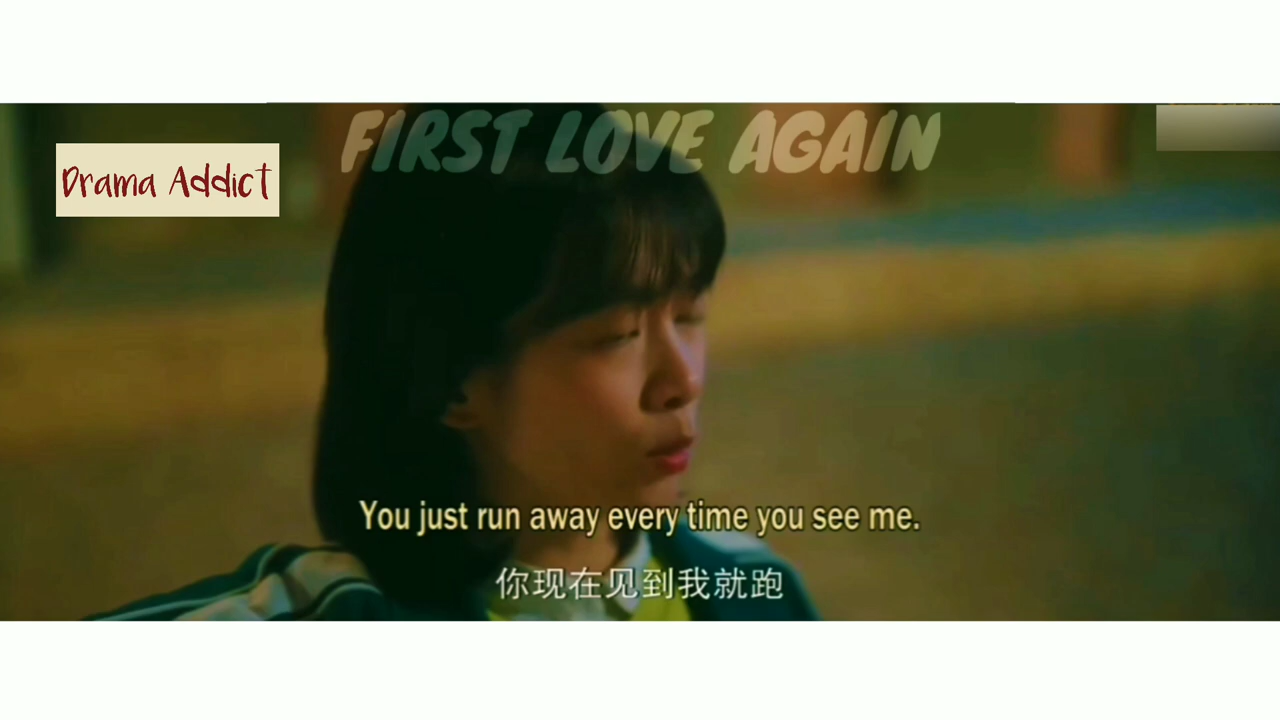 FIRST LOVE AGAIN
Drama Addict
You just run away every time you see me.
你现在见到我就跑